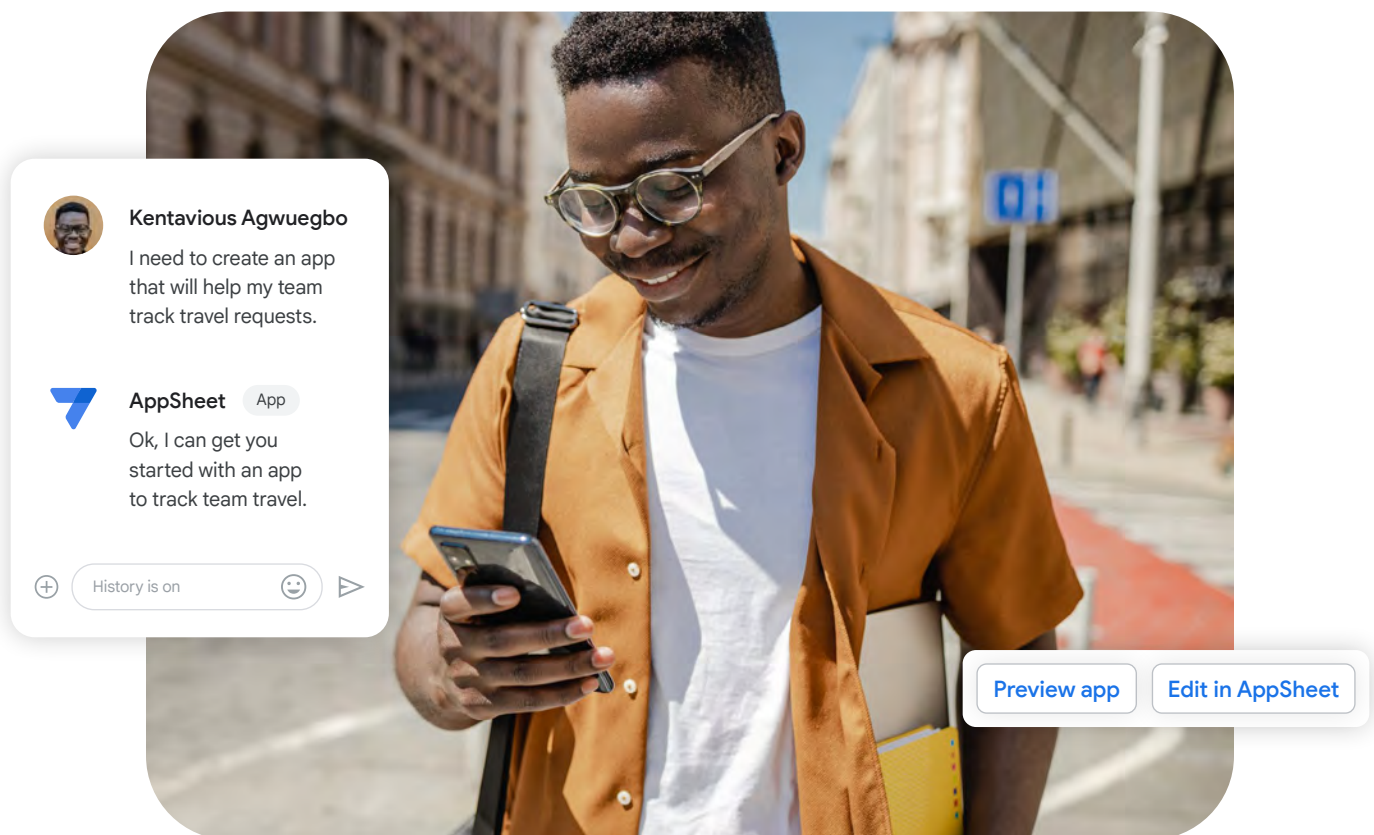 Kentavious Agwuegbo
I need to create an app
that will help my team
track travel requests.
AppSheet App
Ok, I can get you
started with an app
to track team travel.
History is on
Preview app
Edit in AppSheet